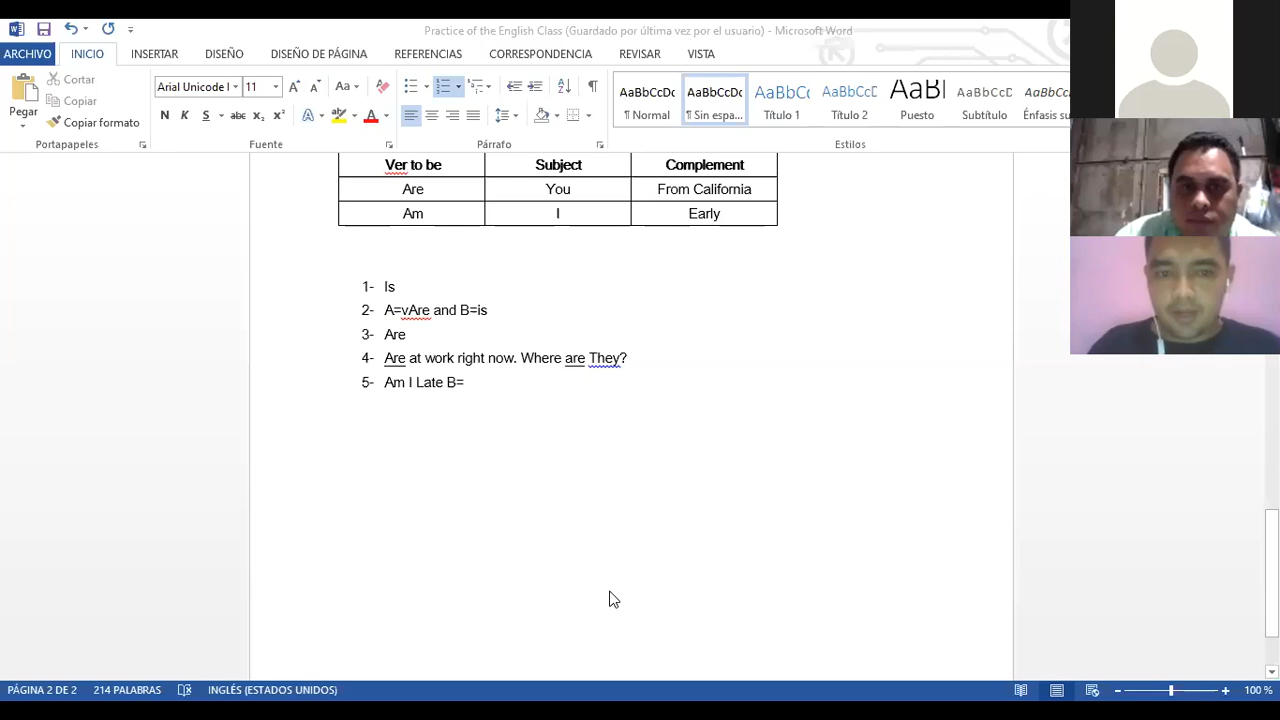 Practice of the English Class (Guardado por última vez por el usuario) - Microsoft Word
ARCHIVO INICIO INSERTAR DISEÑO DISEÑO DE PÁGINA REFERENCIAS CORRESPONDENCIA REVISAR VISTA
Pegar
Cortar
Copiar
Copiar formato
Portapapeles
Arial Unicode 11
Fuente
Párrafo
AaBbCcDc AaBbCcDc AaBbCc AaBbCcD AaBl AaBbCcD AaBbCcDc
¶ Normal ¶ Sin espa... Título 1 Título 2 Puesto Subtítulo Énfasis su
Estilos
Ver to be Subject Complement
Are You From California
Am I Early
1- Is
2- A=vAre and B=is
3- Are
4- Are at work right now. Where are They?
5- Am I Late B=
PÁGINA 2 DE 2 214 PALABRAS INGLÉS (ESTADOS UNIDOS) 100 %